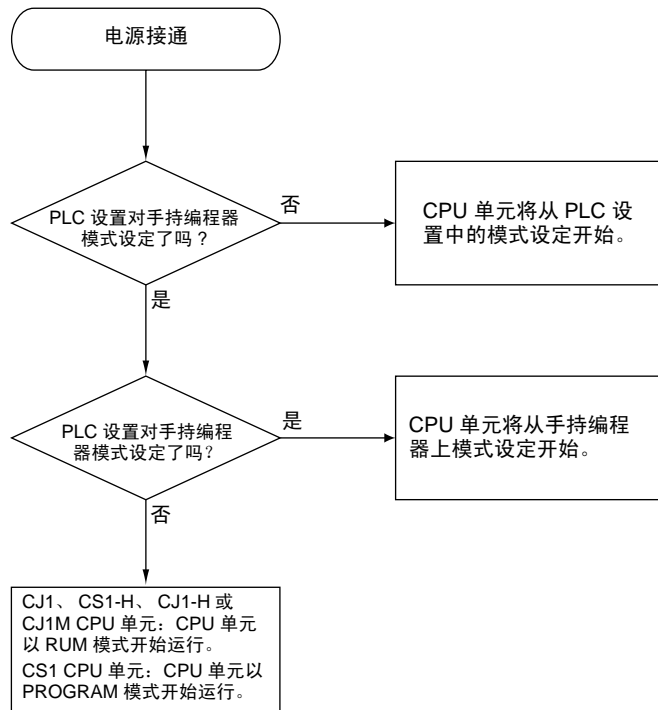 电源接通
PLC 设置对手持编程器
模式设定了吗 ?
否
CPU 单元将从 PLC 设
置中的模式设定开始。
是
PLC 设置对手持编程
器模式设定了吗?
是
CPU 单元将从手持编程
器上模式设定开始。
否
CJ1、 CS1-H、 CJ1-H 或
CJ1M CPU 单元: CPU 单元
以 RUM 模式开始运行。
CS1 CPU 单元: CPU 单元以
PROGRAM 模式开始运行。